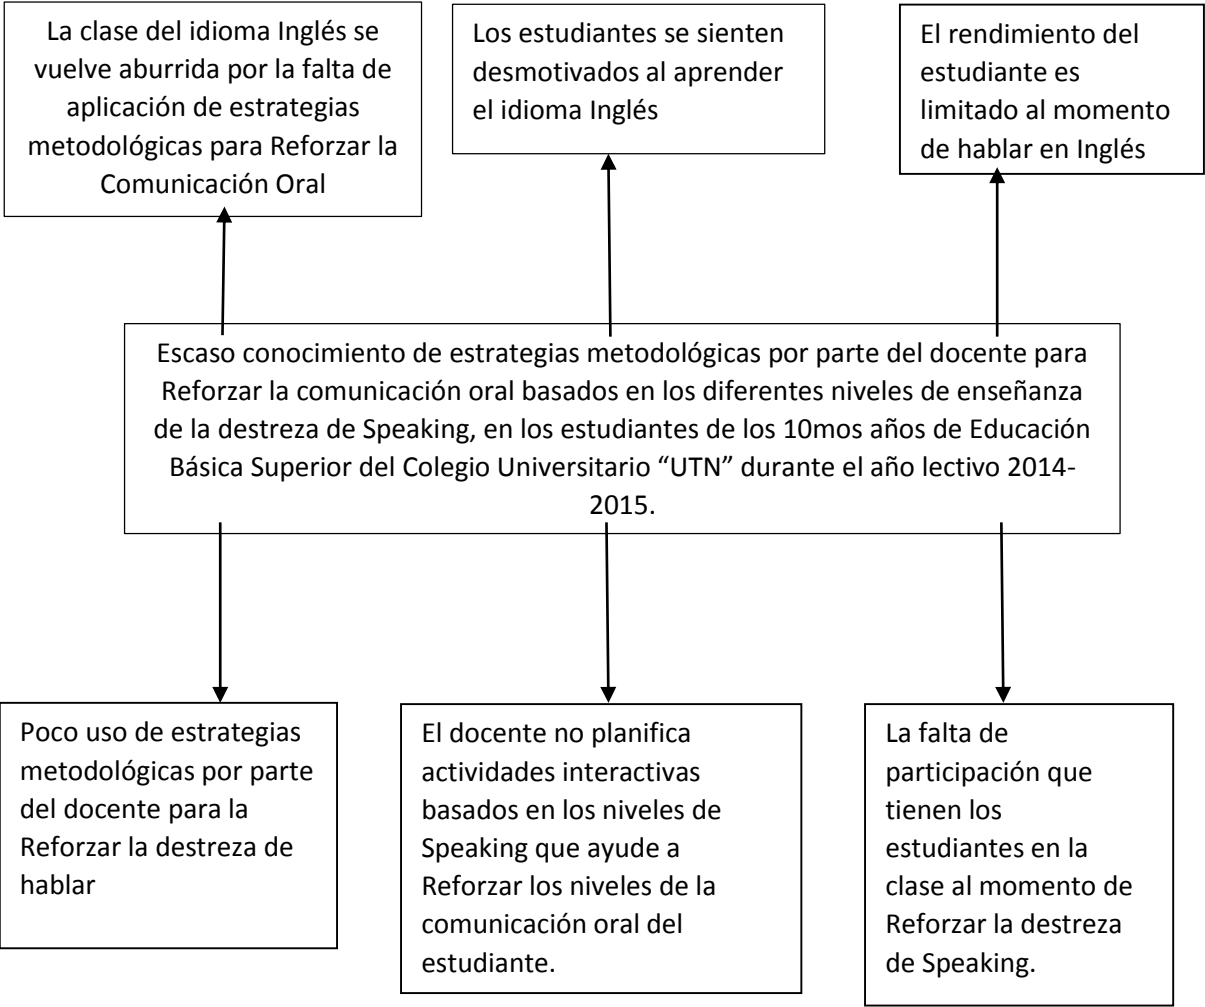 La clase del idioma Inglés se
vuelve aburrida por la falta de
aplicación de estrategias
metodológicas para Reforzar la
Comunicación Oral
Los estudiantes se sienten
desmotivados al aprender
el idioma Inglés
El rendimiento del
estudiante es
limitado al momento
de hablar en Inglés
Escaso conocimiento de estrategias metodológicas por parte del docente para
Reforzar la comunicación oral basados en los diferentes niveles de enseñanza
de la destreza de Speaking, en los estudiantes de los 10mos años de Educación
Básica Superior del Colegio Universitario “UTN” durante el año lectivo 2014-
2015.
Poco uso de estrategias
metodológicas por parte
del docente para la
Reforzar la destreza de
hablar
El docente no planifica
actividades interactivas
basados en los niveles de
Speaking que ayude a
Reforzar los niveles de la
comunicación oral del
estudiante.
La falta de
participación que
tienen los
estudiantes en la
clase al momento de
Reforzar la destreza
de Speaking.